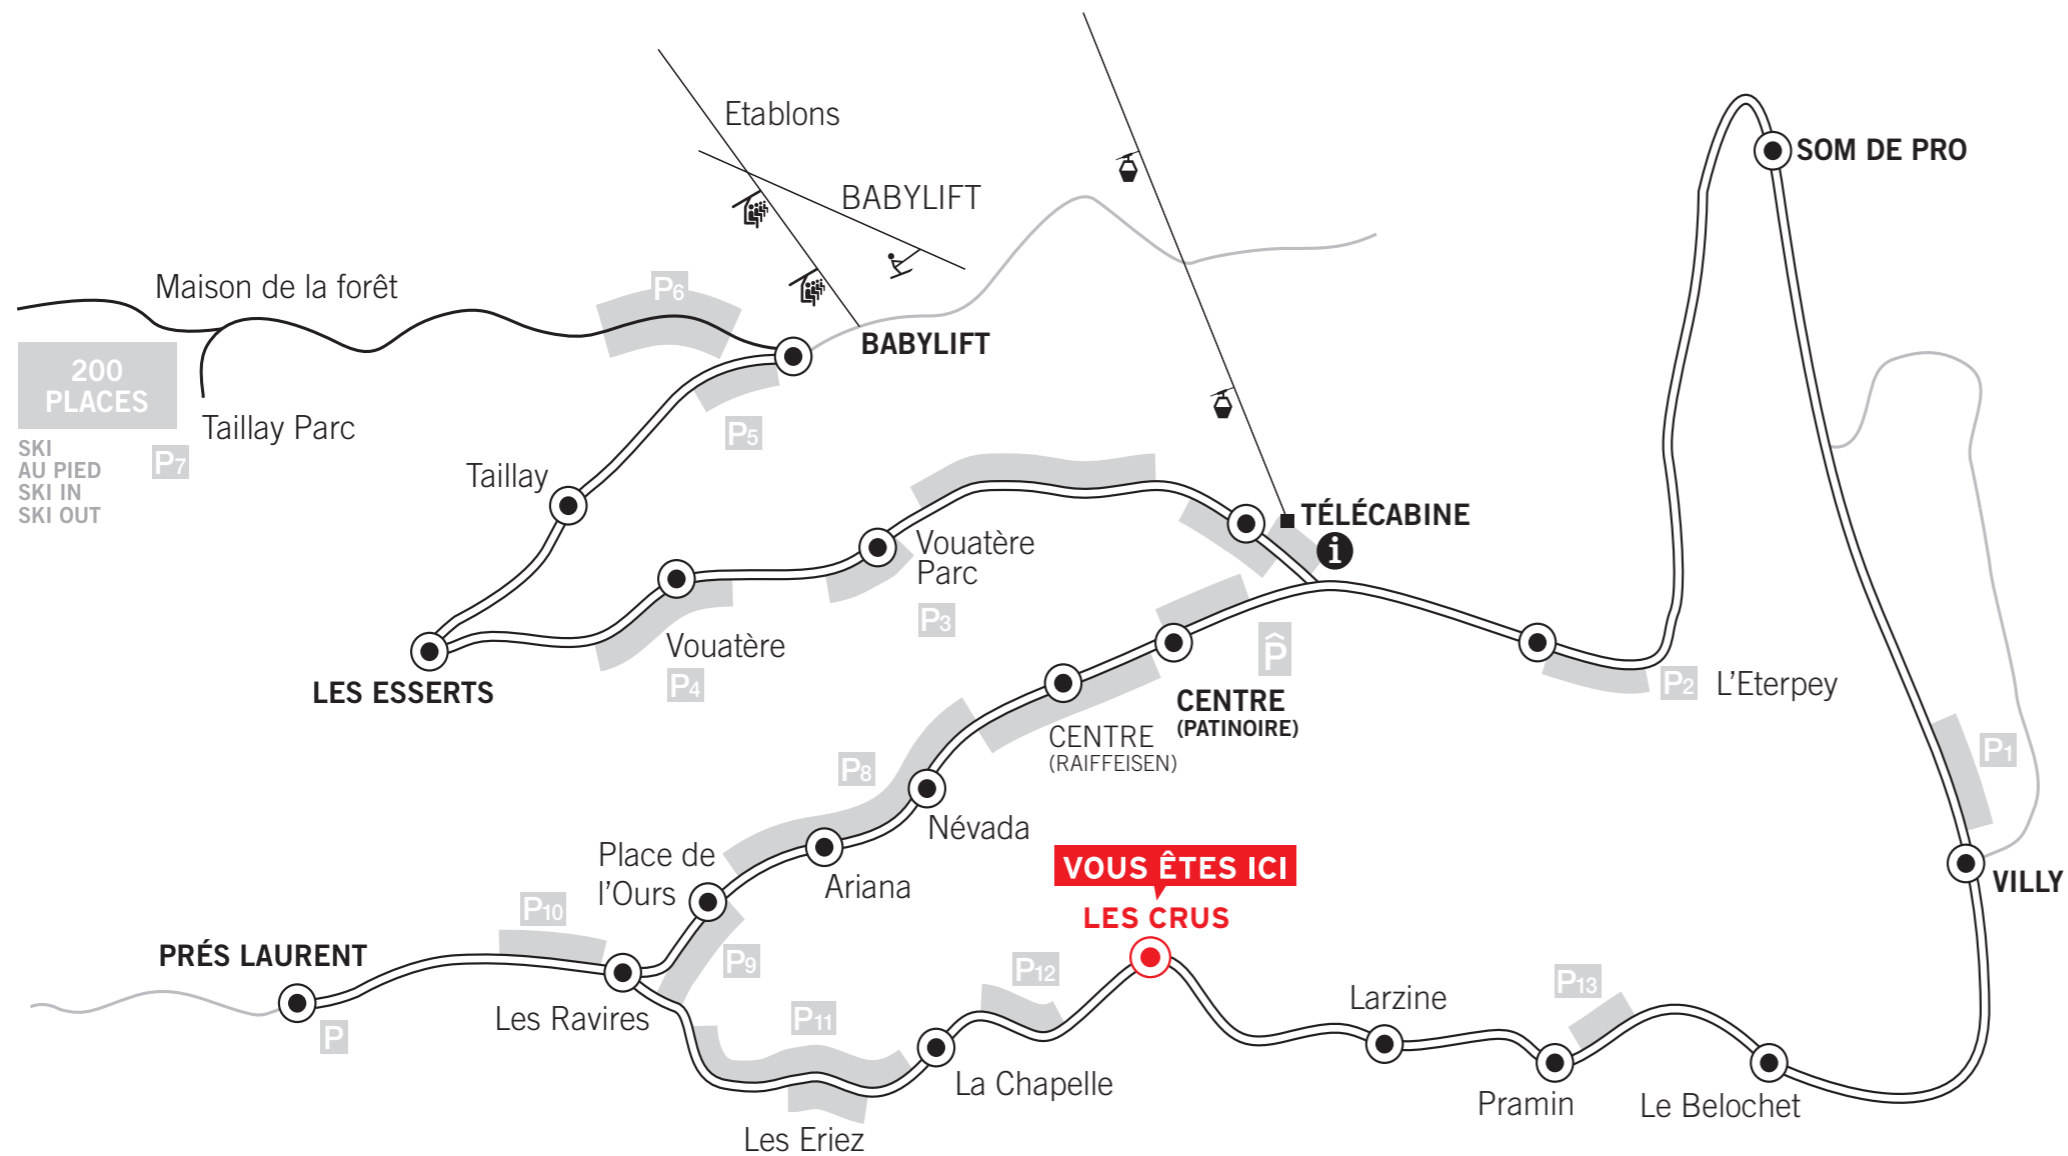 Etablons
BABYLIFT
SOM DE PRO
Maison de la forêt
P6
BABYLIFT
200
PLACES
Taillay Parc
SKI
AU PIED
SKI IN
SKI OUT
P7
P5
Taillay
TÉLÉCABINE
i
Vouatère
Parc
P3
Vouatère
P4
LES ESSERTS
P
CENTRE
(PATINOIRE)
CENTRE
(RAIFFEISEN)
P2
L'Eterpey
P1
P8
Névada
Place de
l'Ours
Ariana
VOUS ÊTES ICI
LES CRUS
VILLY
P10
PRÉS LAURENT
P9
P12
P13
Larzine
Les Ravires
P11
P
La Chapelle
Pramin
Le Belochet
Les Eriez